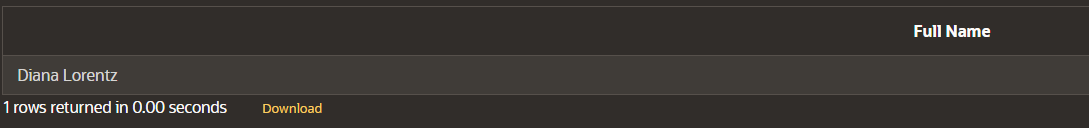 Full Name
Diana Lorentz
1 rows returned in 0.00 seconds Download